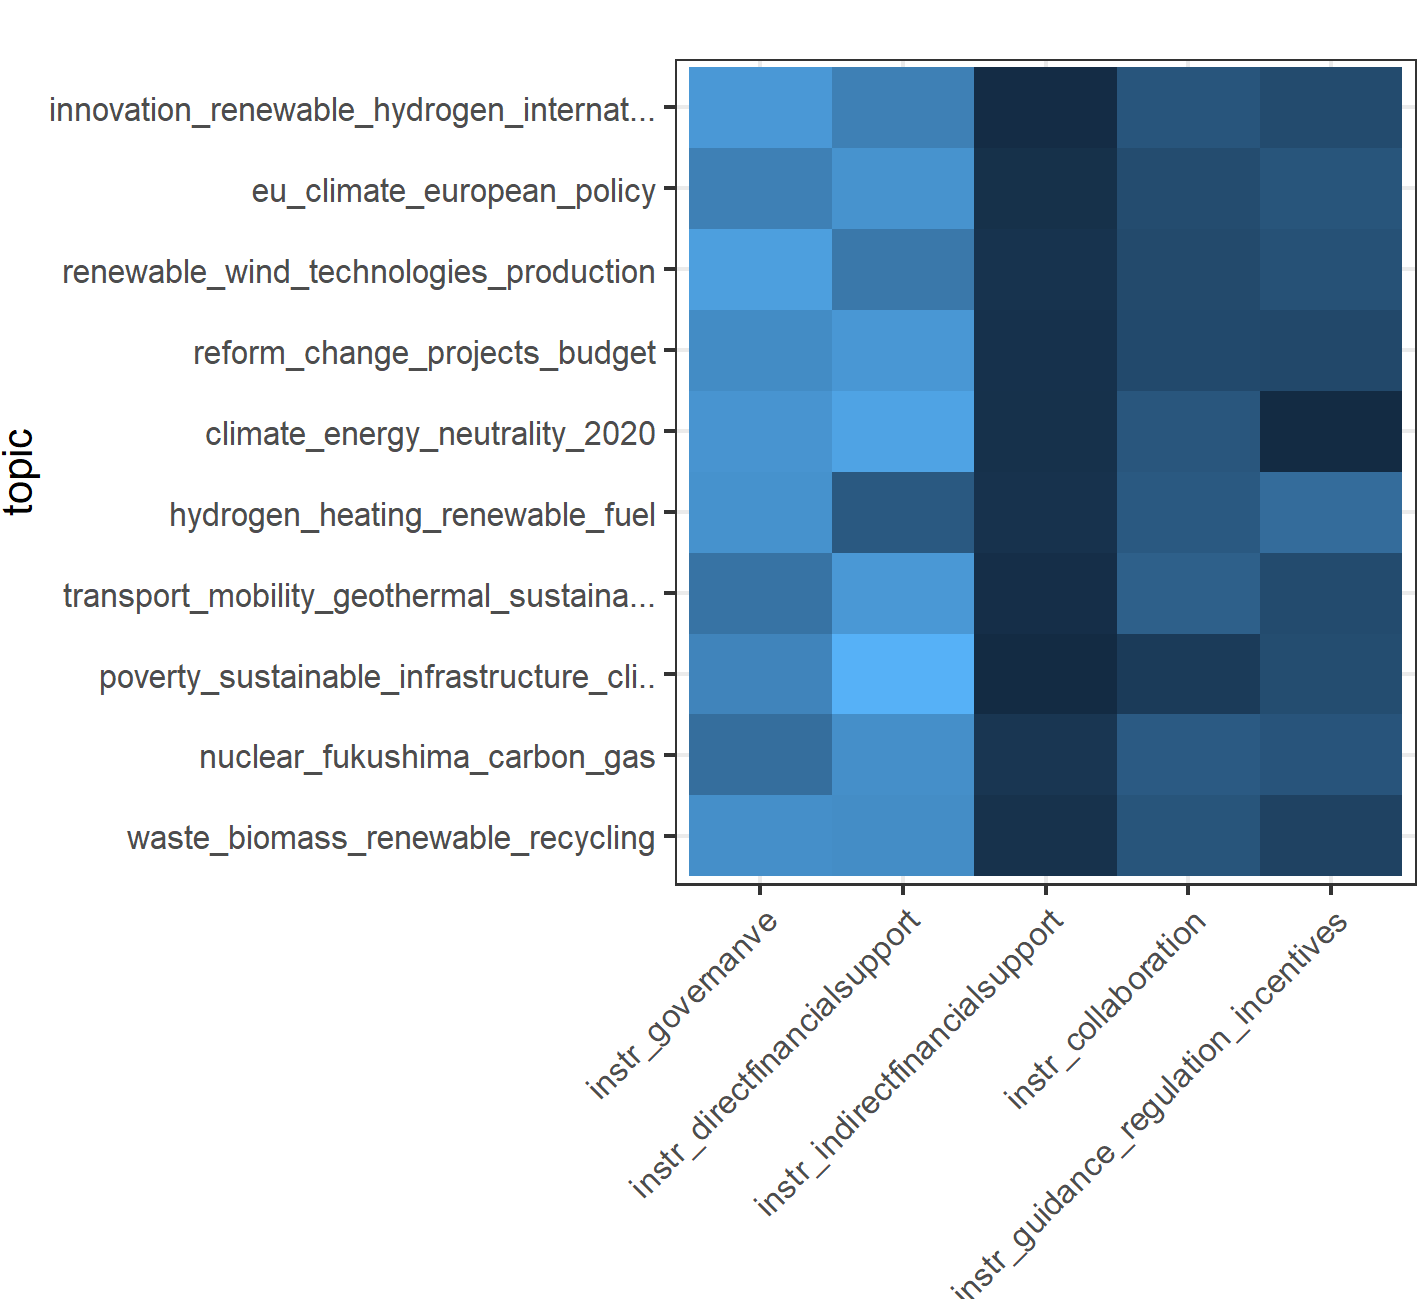 innovation_renewable_hydrogen_internat...
eu_climate_european_policy
renewable_wind_technologies_production
reform_change_projects_budget
climate_energy_neutrality_2020
hydrogen_heating_renewable_fuel
transport_mobility_geothermal_sustaina...
poverty_sustainable_infrastructure_cli..
nuclear_fukushima_carbon_gas
waste_biomass_renewable_recycling
topic
instr_governanve
instr_directfinancialsupport
instr_indirectfinancialsupport
instr_collaboration
instr_guidance_regulation_incentives